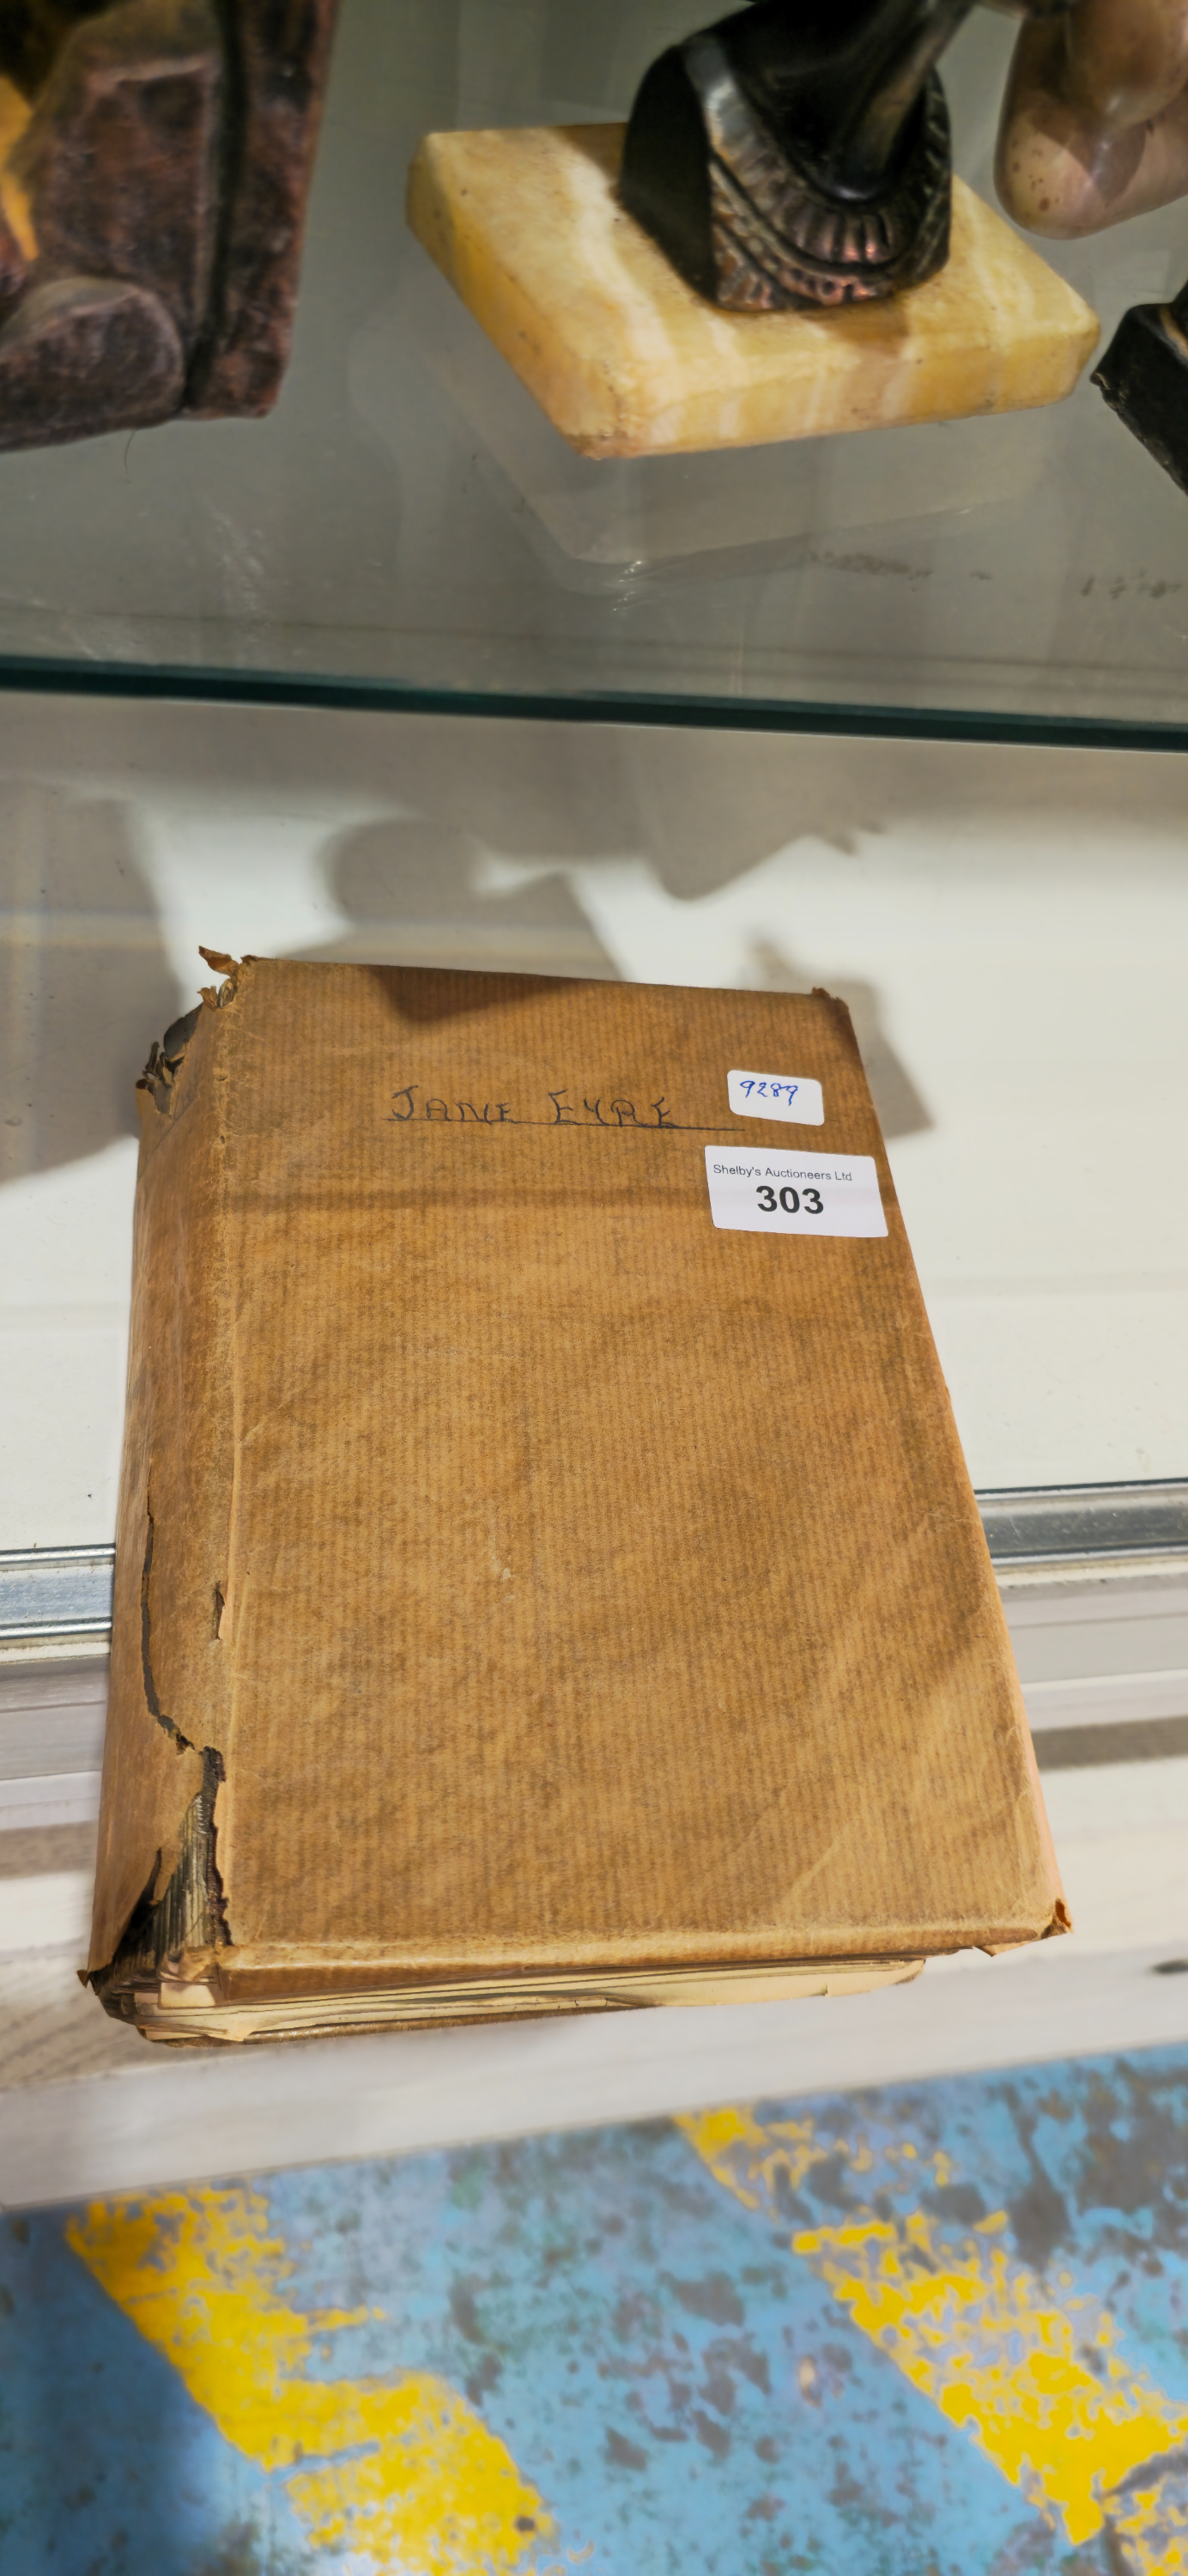 JANE EYRE
9289
Shelby's Auctioneers Ltd
303